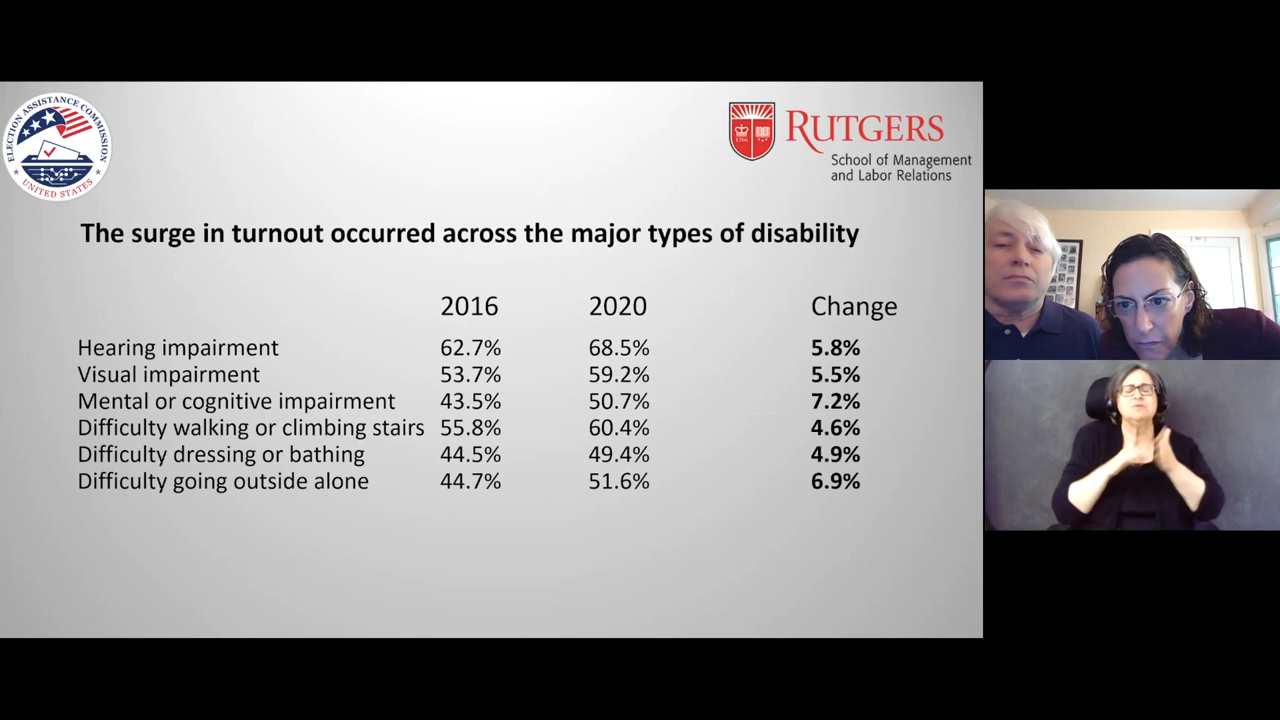 ELECTION ASSISTANCE COMMISSION
UNITED STATES
1766
RUTGERS
School of Management
and Labor Relations
The surge in turnout occurred across the major types of disability
2016 2020 Change
Hearing impairment 62.7% 68.5% 5.8%
Visual impairment 53.7% 59.2% 5.5%
Mental or cognitive impairment 43.5% 50.7% 7.2%
Difficulty walking or climbing stairs 55.8% 60.4% 4.6%
Difficulty dressing or bathing 44.5% 49.4% 4.9%
Difficulty going outside alone 44.7% 51.6% 6.9%